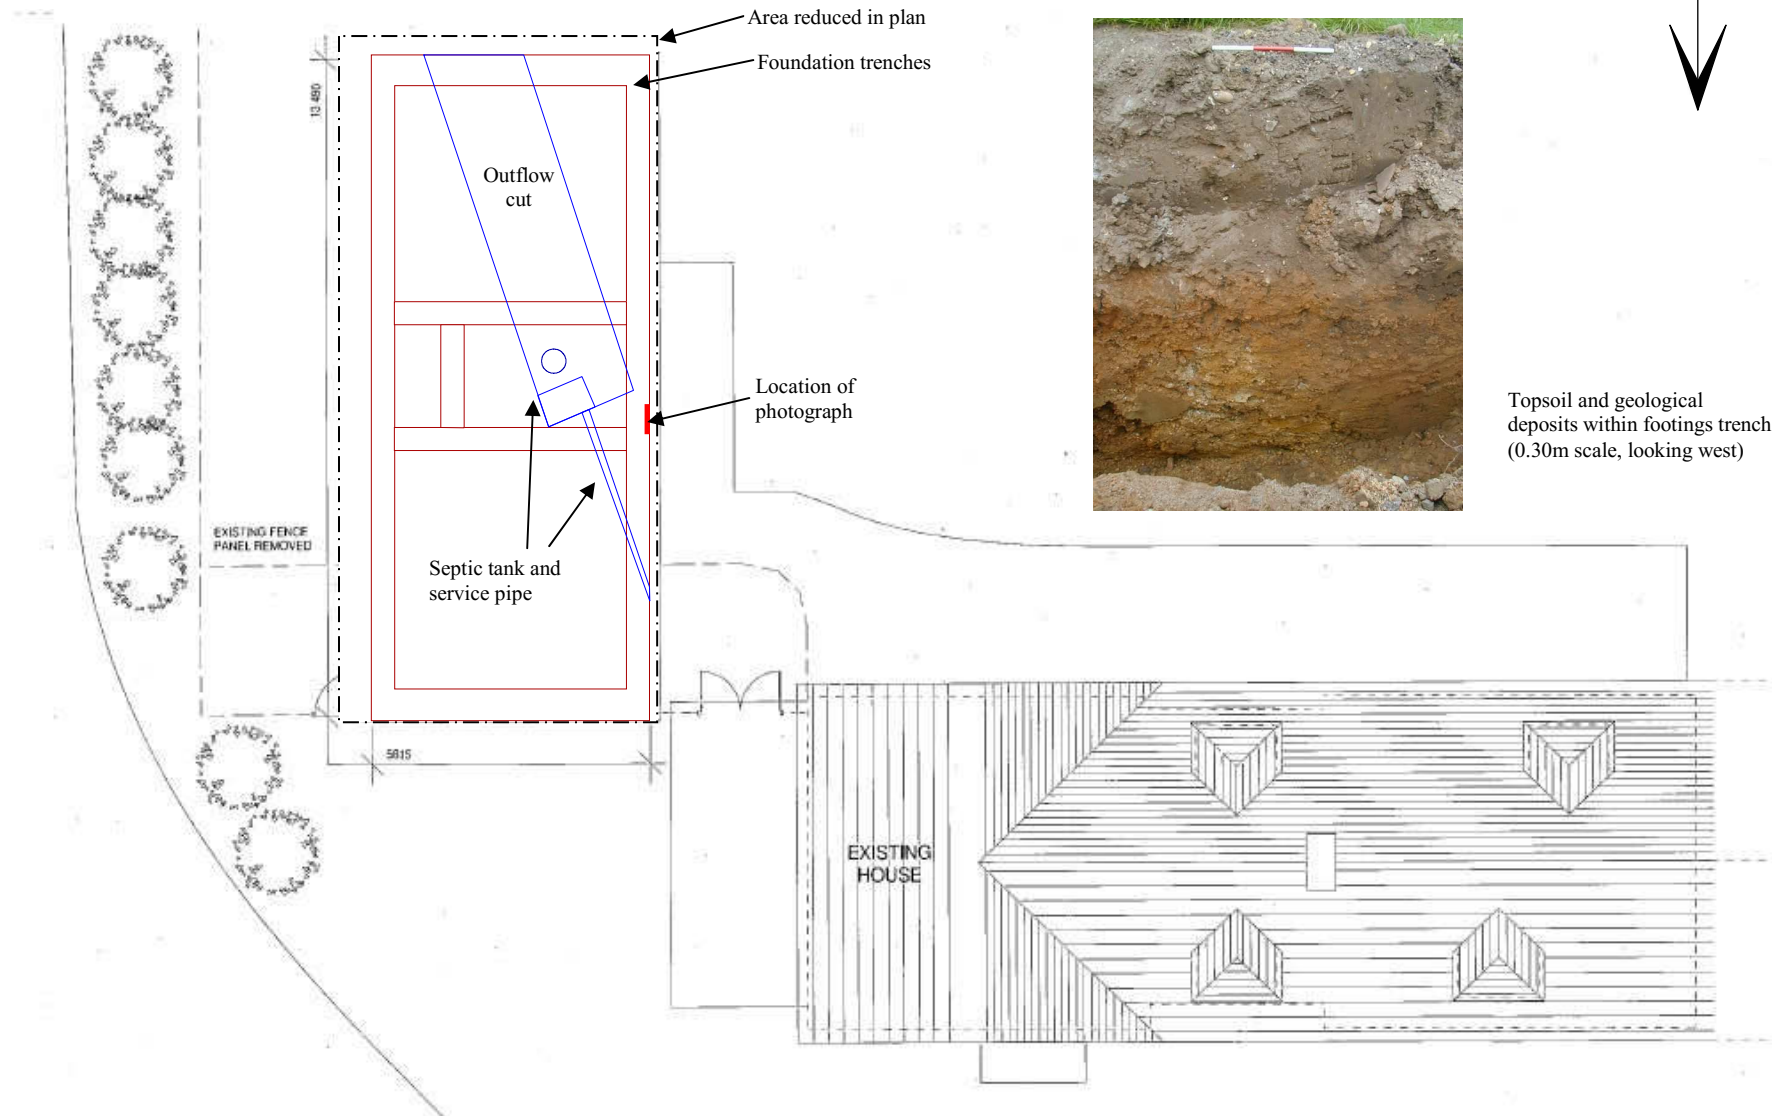 Area reduced in plan
Foundation trenches
13 490
Outflow
cut
Location of
photograph
Topsoil and geological
deposits within footings trench
(0.30m scale, looking west)
EXISTING FENCE
PANEL REMOVED
Septic tank and
service pipe
5615
EXISTING
HOUSE